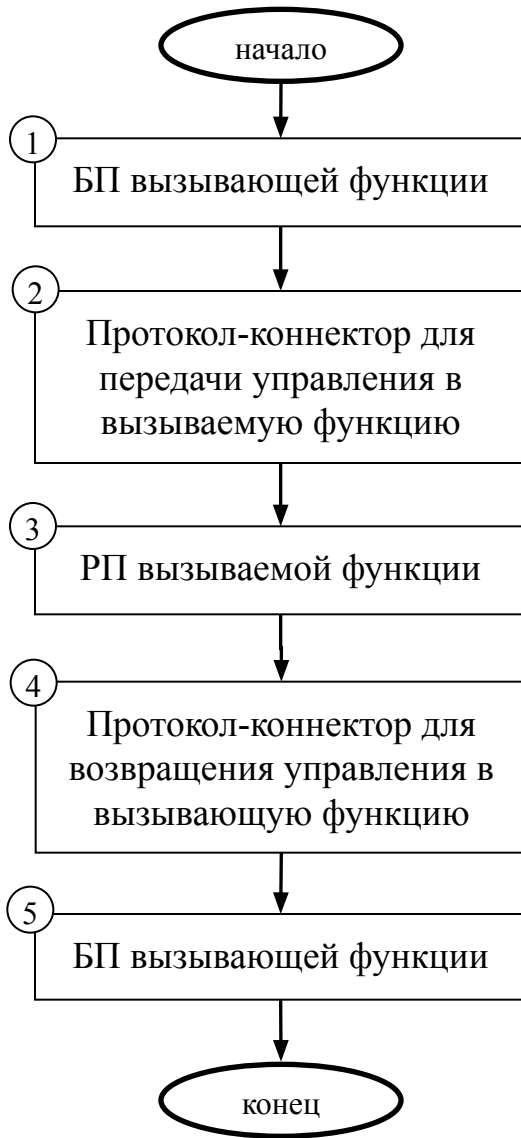 начало
1
БП вызывающей функции
2
Протокол-коннектор для
передачи управления в
вызываемую функцию
3
РП вызываемой функции
4
Протокол-коннектор для
возвращения управления в
вызывающую функцию
5
БП вызывающей функции
конец